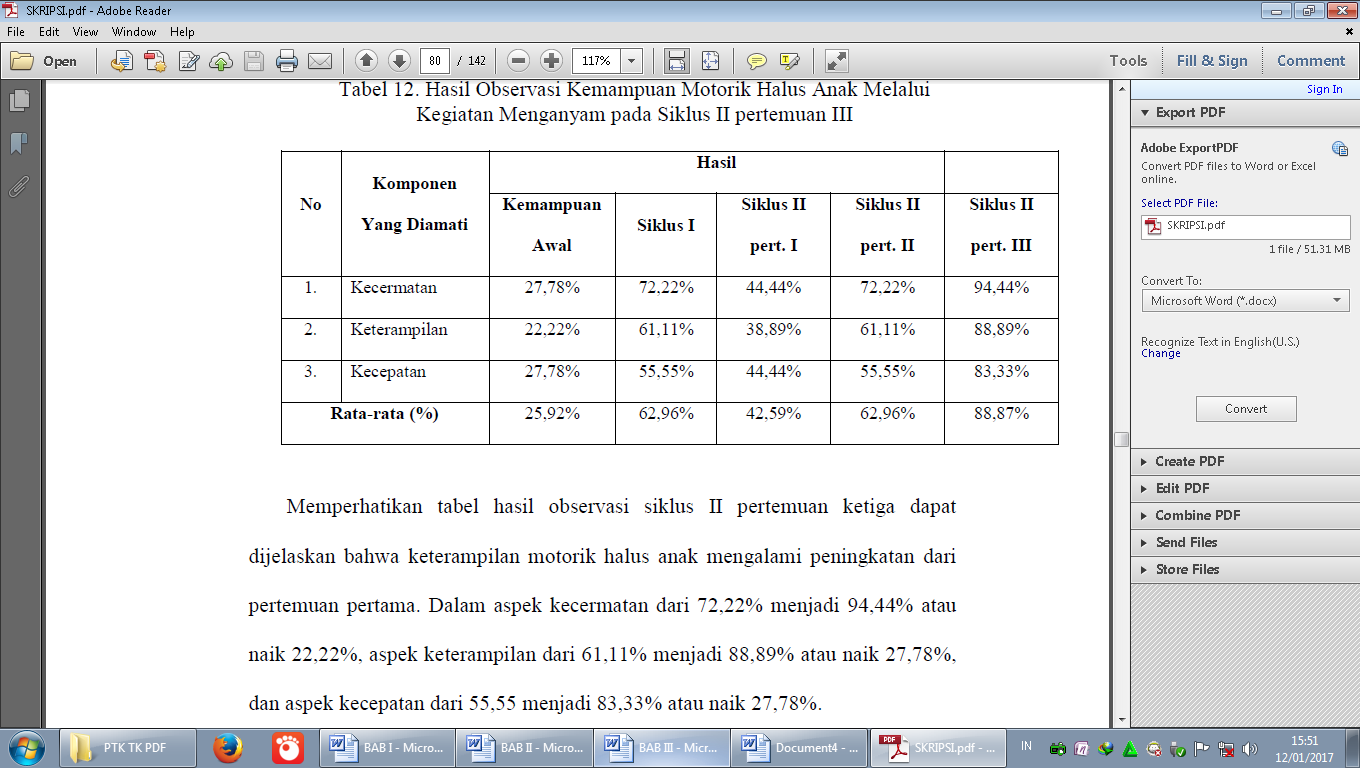 SKRIPSI.pdf - Adobe Reader
File Edit View Window Help
Open 80 / 142 117% Tools Fill & Sign Comment
Sign In
Tabel 12. Hasil Observasi Kemampuan Motorik Halus Anak Melalui
Kegiatan Menganyam pada Siklus II pertemuan III
No Komponen Yang Diamati Hasil
Kemampuan Awal Siklus I Siklus II pert. I Siklus II pert. II Siklus II pert. III
1. Kecermatan 27,78% 72,22% 44,44% 72,22% 94,44%
2. Keterampilan 22,22% 61,11% 38,89% 61,11% 88,89%
3. Kecepatan 27,78% 55,55% 44,44% 55,55% 83,33%
Rata-rata (%) 25,92% 62,96% 42,59% 62,96% 88,87%
Memperhatikan tabel hasil observasi siklus II pertemuan ketiga dapat
dijelaskan bahwa keterampilan motorik halus anak mengalami peningkatan dari
pertemuan pertama. Dalam aspek kecermatan dari 72,22% menjadi 94,44% atau
naik 22,22%, aspek keterampilan dari 61,11% menjadi 88,89% atau naik 27,78%,
dan aspek kecepatan dari 55,55 menjadi 83,33% atau naik 27,78%.
Export PDF
Adobe ExportPDF
Convert PDF files to Word or Excel
online.
Select PDF File:
SKRIPSI.pdf
1 file / 51.31 MB
Convert To:
Microsoft Word (*.docx)
Recognize Text in English(U.S.)
Change
Convert
Create PDF
Edit PDF
Combine PDF
Send Files
Store Files
PTK TK PDF BAB I - Micro... BAB II - Micro... BAB III - Micr... Document4 - ... SKRIPSI.pdf - ... IN 15:51
12/01/2017